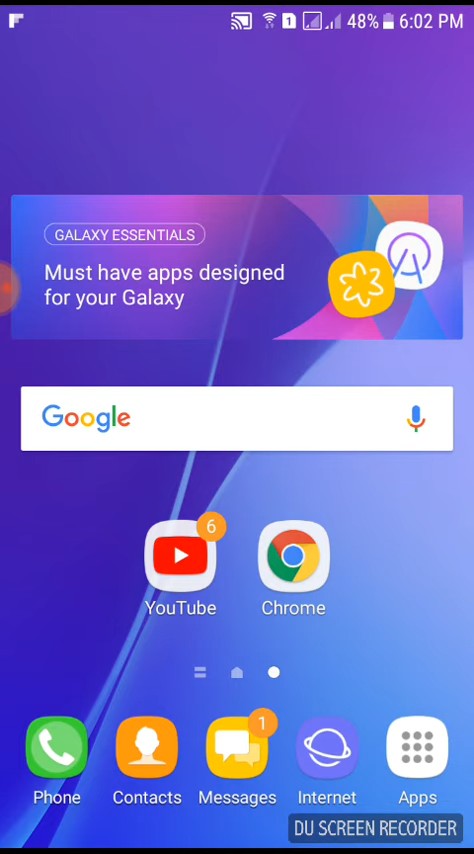 1 48% 6:02 PM
GALAXY ESSENTIALS
Must have apps designed
for your Galaxy
Google
6
YouTube Chrome
1
Phone Contacts Messages Internet Apps
DU SCREEN RECORDER